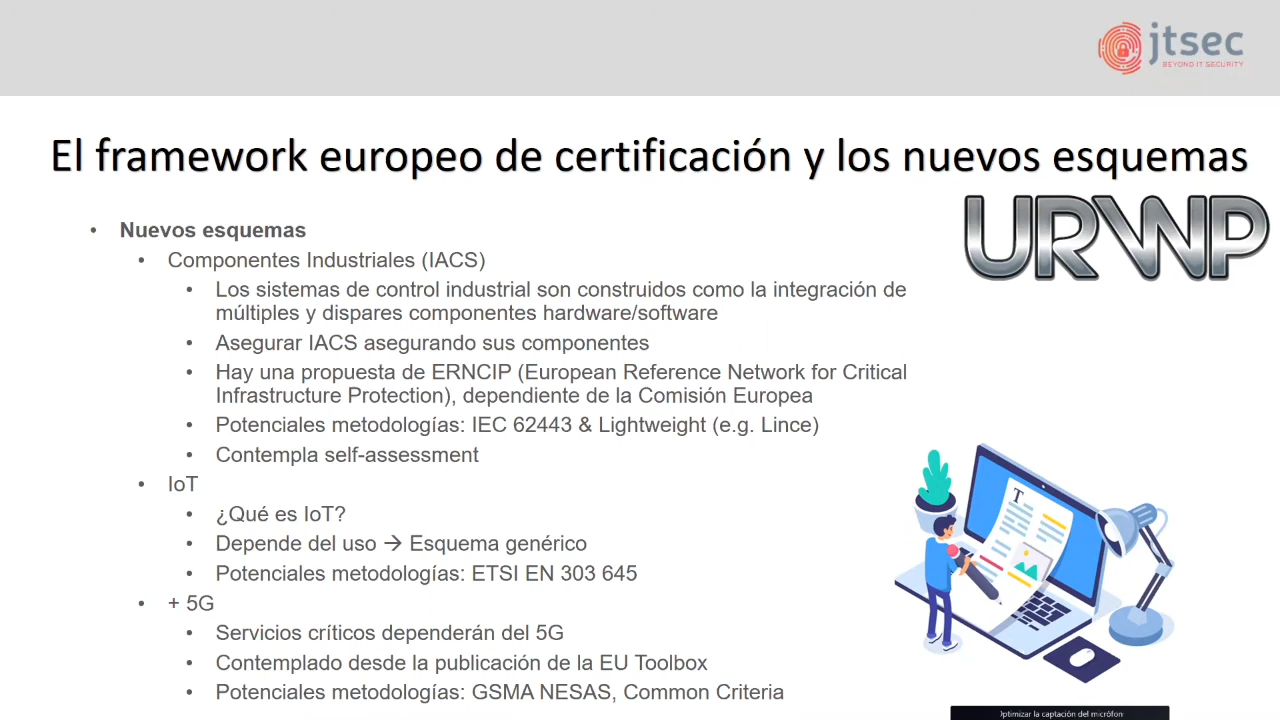 jtsec
BEYOND IT SECURITY
El framework europeo de certificación y los nuevos esquemas
URWP
• Nuevos esquemas
• Componentes Industriales (IACS)
• Los sistemas de control industrial son construidos como la integración de
múltiples y dispares componentes hardware/software
• Asegurar IACS asegurando sus componentes
• Hay una propuesta de ERNCIP (European Reference Network for Critical
Infrastructure Protection), dependiente de la Comisión Europea
• Potenciales metodologías: IEC 62443 & Lightweight (e.g. Lince)
• Contempla self-assessment
• IoT
• ¿Qué es IoT?
• Depende del uso → Esquema genérico
• Potenciales metodologías: ETSI EN 303 645
• + 5G
• Servicios críticos dependerán del 5G
• Contemplado desde la publicación de la EU Toolbox
• Potenciales metodologías: GSMA NESAS, Common Criteria
T
Optimizar la captación del micrófon